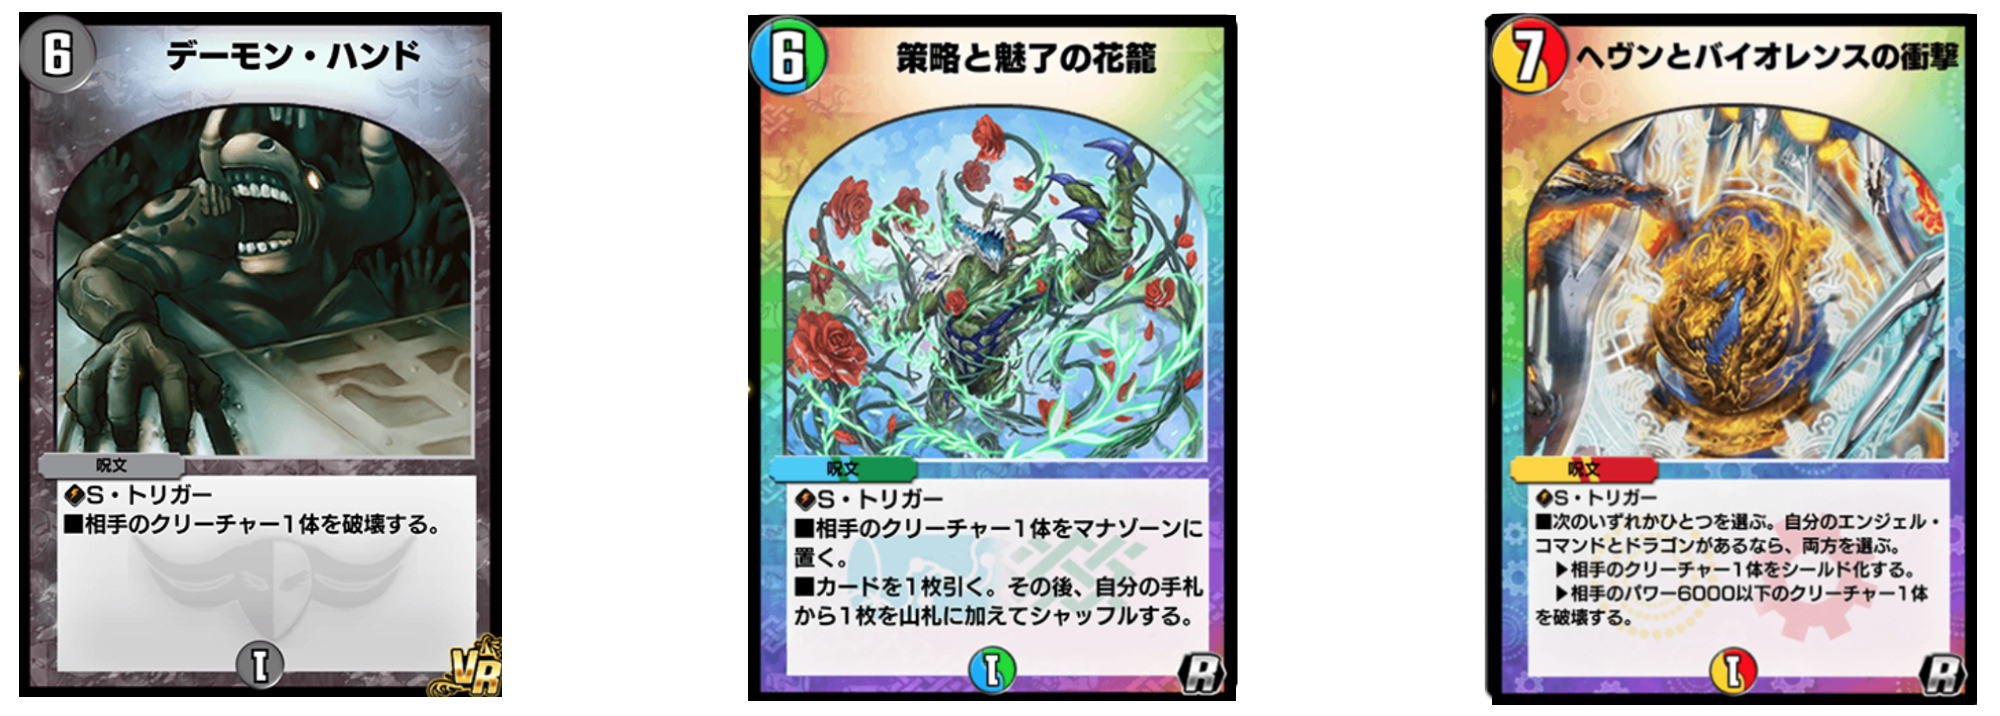 6
デーモン・ハンド
呪文
S・トリガー
■相手のクリーチャー1体を破壊する。
1
VR
6
策略と魅了の花籠
呪文
S・トリガー
■相手のクリーチャー1体をマナゾーンに
置く。
■カードを1枚引く。その後、自分の手札
から1枚を山札に加えてシャッフルする。
1
R
7
ヘヴンとバイオレンスの衝撃
呪文
S・トリガー
■次のいずれかひとつを選ぶ。自分のエンジェル・
コマンドとドラゴンがあるなら、両方を選ぶ。
▶相手のクリーチャー1体をシールド化する。
▶相手のパワー6000以下のクリーチャー1体
を破壊する。
1
R